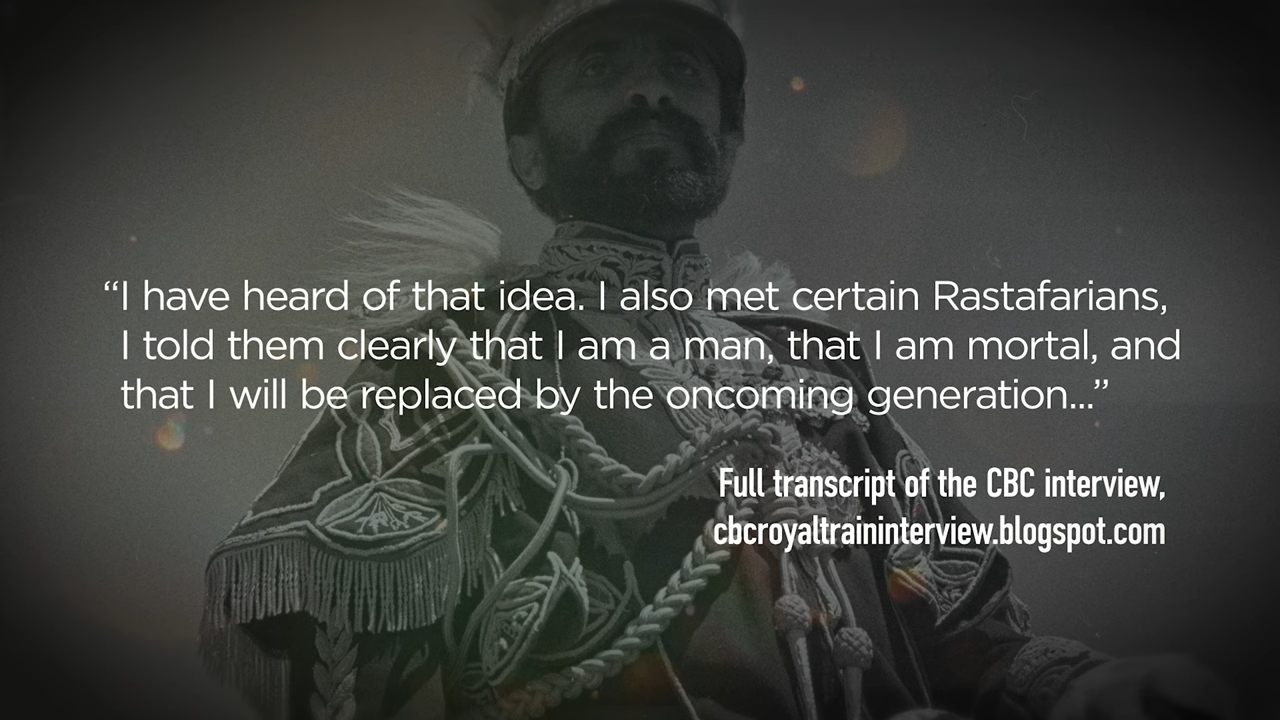 “I have heard of that idea. I also met certain Rastafarians,
I told them clearly that I am a man, that I am mortal, and
that I will be replaced by the oncoming generation...”
Full transcript of the CBC interview,
cbcroyaltraininterview.blogspot.com